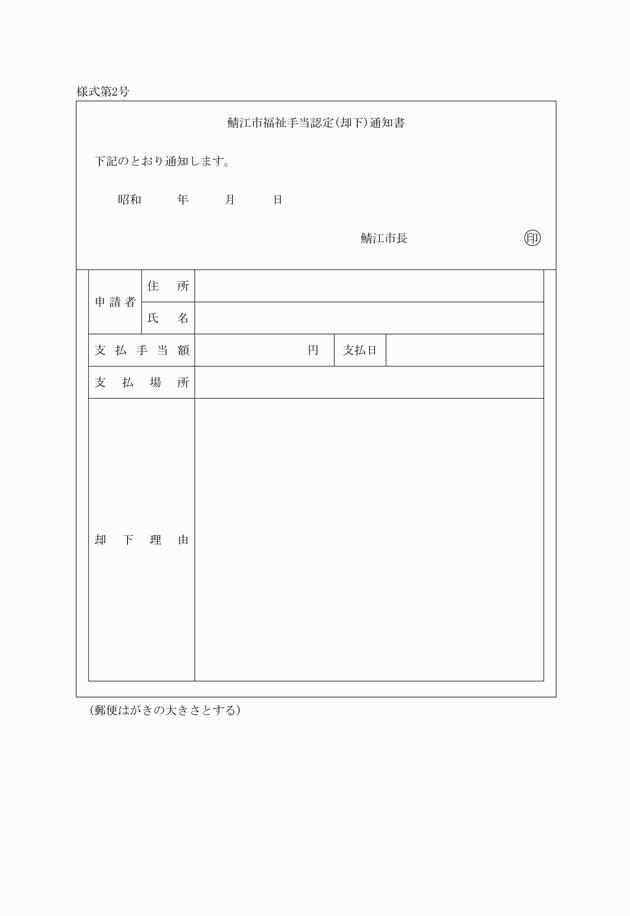 様式第2号
鯖江市福祉手当認定(却下)通知書
下記のとおり通知します。
昭和　　　年　　　月　　　日
鯖江市長　　　　　　　　　　㊞
申請者
住所
氏名
支払手当額　　円　支払日
支払場所
却下理由
(郵便はがきの大きさとする)